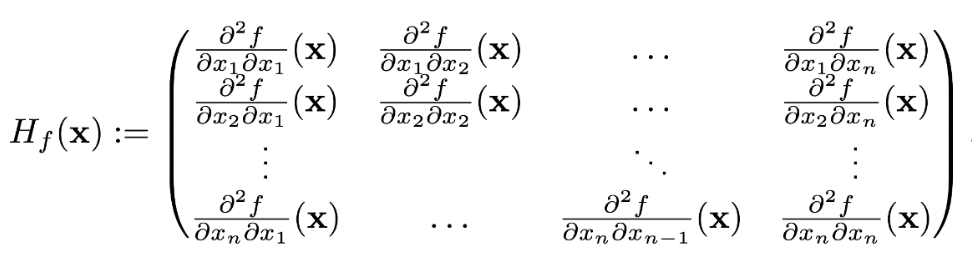 H_f(\mathbf{x}) := \begin{pmatrix} \frac{\partial^2 f}{\partial x_1 \partial x_1}(\mathbf{x}) & \frac{\partial^2 f}{\partial x_1 \partial x_2}(\mathbf{x}) & \dots & \frac{\partial^2 f}{\partial x_1 \partial x_n}(\mathbf{x}) \\ \frac{\partial^2 f}{\partial x_2 \partial x_1}(\mathbf{x}) & \frac{\partial^2 f}{\partial x_2 \partial x_2}(\mathbf{x}) & \dots & \frac{\partial^2 f}{\partial x_2 \partial x_n}(\mathbf{x}) \\ \vdots & & \ddots & \vdots \\ \frac{\partial^2 f}{\partial x_n \partial x_1}(\mathbf{x}) & \dots & \frac{\partial^2 f}{\partial x_n \partial x_{n-1}}(\mathbf{x}) & \frac{\partial^2 f}{\partial x_n \partial x_n}(\mathbf{x}) \end{pmatrix}.